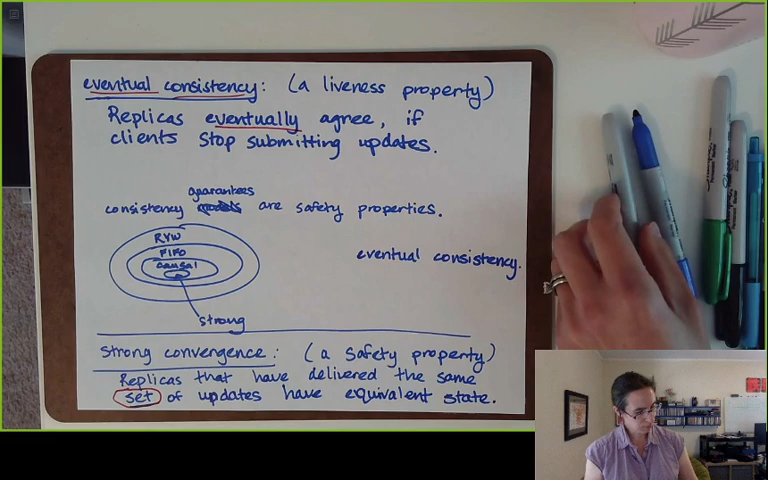 eventual consistency: (a liveness property)
Replicas eventually agree, if
clients stop submitting updates.
guarantees
consistency are safety properties.
RYW
FIFO
causal
eventual consistency.
strong
strong convergence: (a safety property)
Replicas that have delivered the same
set of updates have equivalent state.